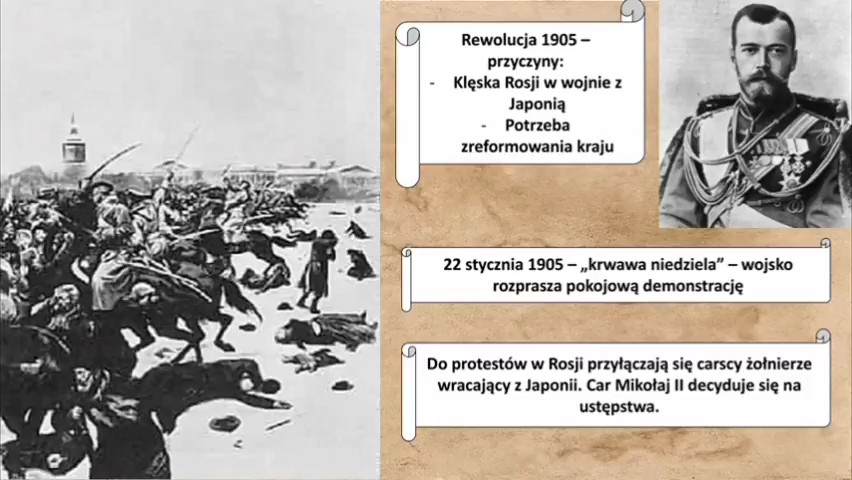 Rewolucja 1905 –
przyczyny:
- Klęska Rosji w wojnie z
Japonią
- Potrzeba
zreformowania kraju
22 stycznia 1905 – „krwawa niedziela” – wojsko
rozprasza pokojową demonstrację
Do protestów w Rosji przyłączają się carscy żołnierze
wracający z Japonii. Car Mikołaj II decyduje się na
ustępstwa.